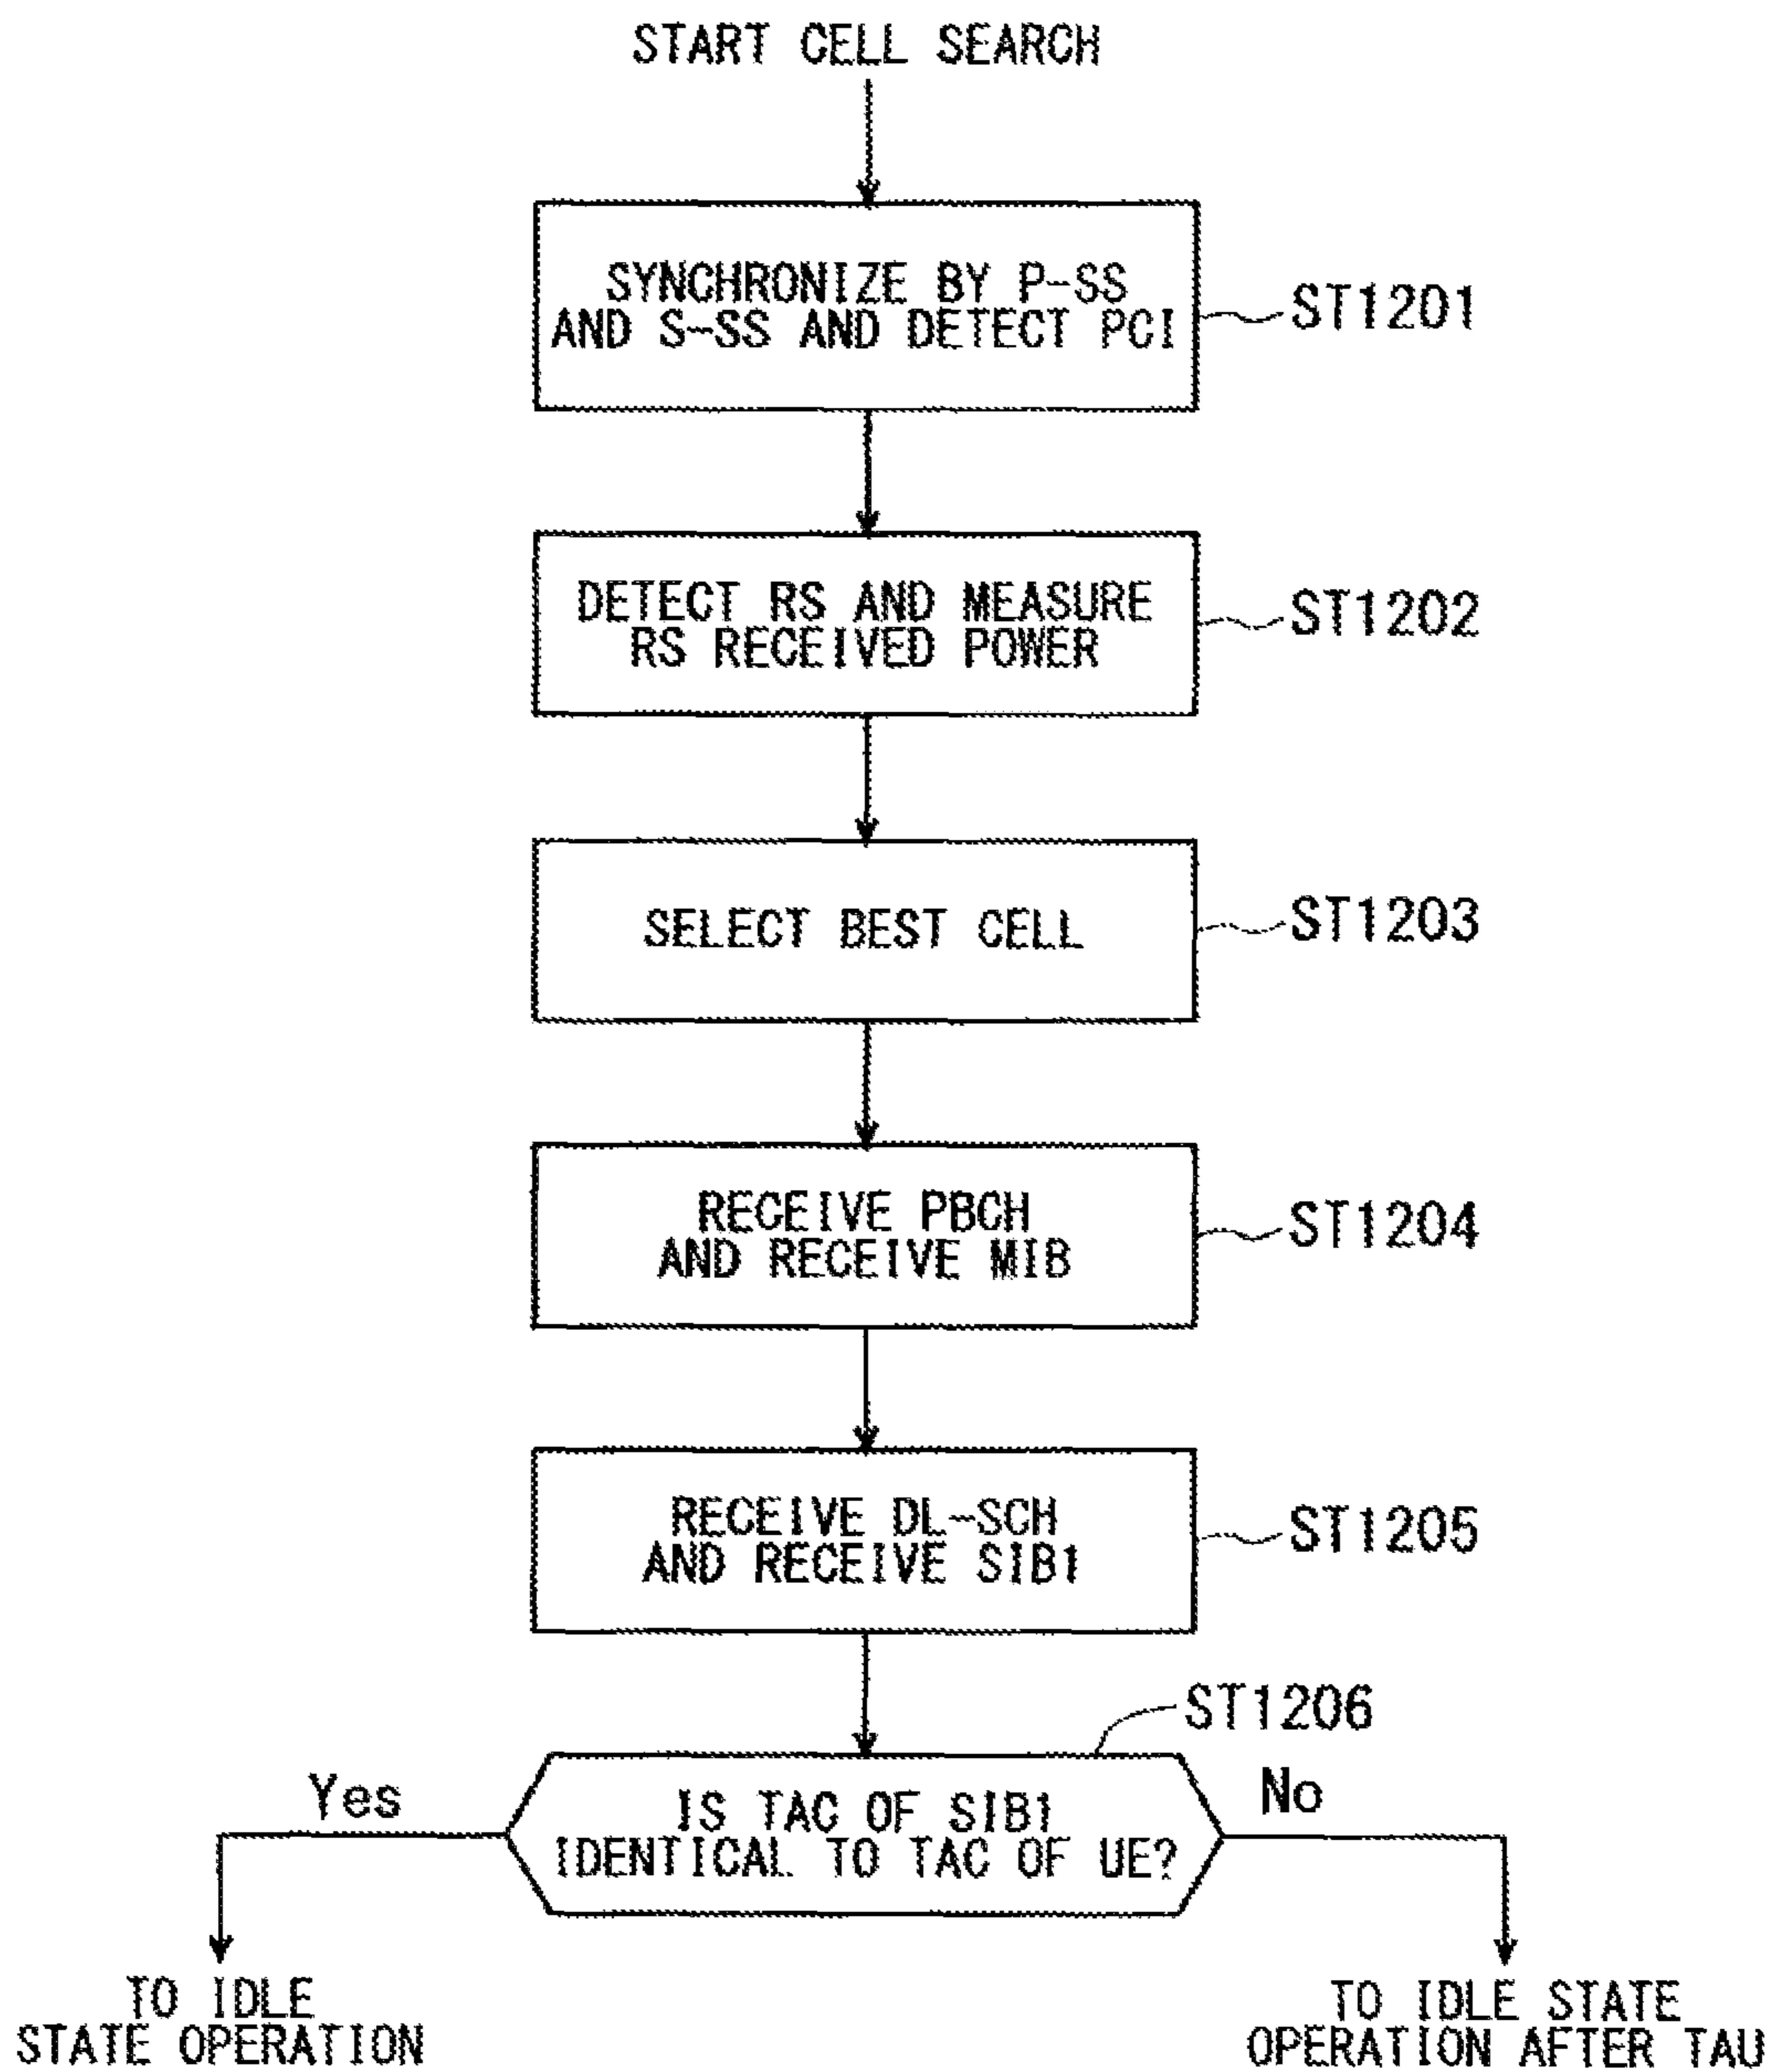 START CELL SEARCH
SYNCHRONIZE BY P-SS
AND S-SS AND DETECT PCI
ST1201
DETECT RS AND MEASURE
RS RECEIVED POWER
ST1202
SELECT BEST CELL
ST1203
RECEIVE PBCH
AND RECEIVE MIB
ST1204
RECEIVE DL-SCH
AND RECEIVE SIB1
ST1205
ST1206
Yes
IS TAC OF SIB1
IDENTICAL TO TAC OF UE?
No
TO IDLE
STATE OPERATION
TO IDLE STATE
OPERATION AFTER TAU